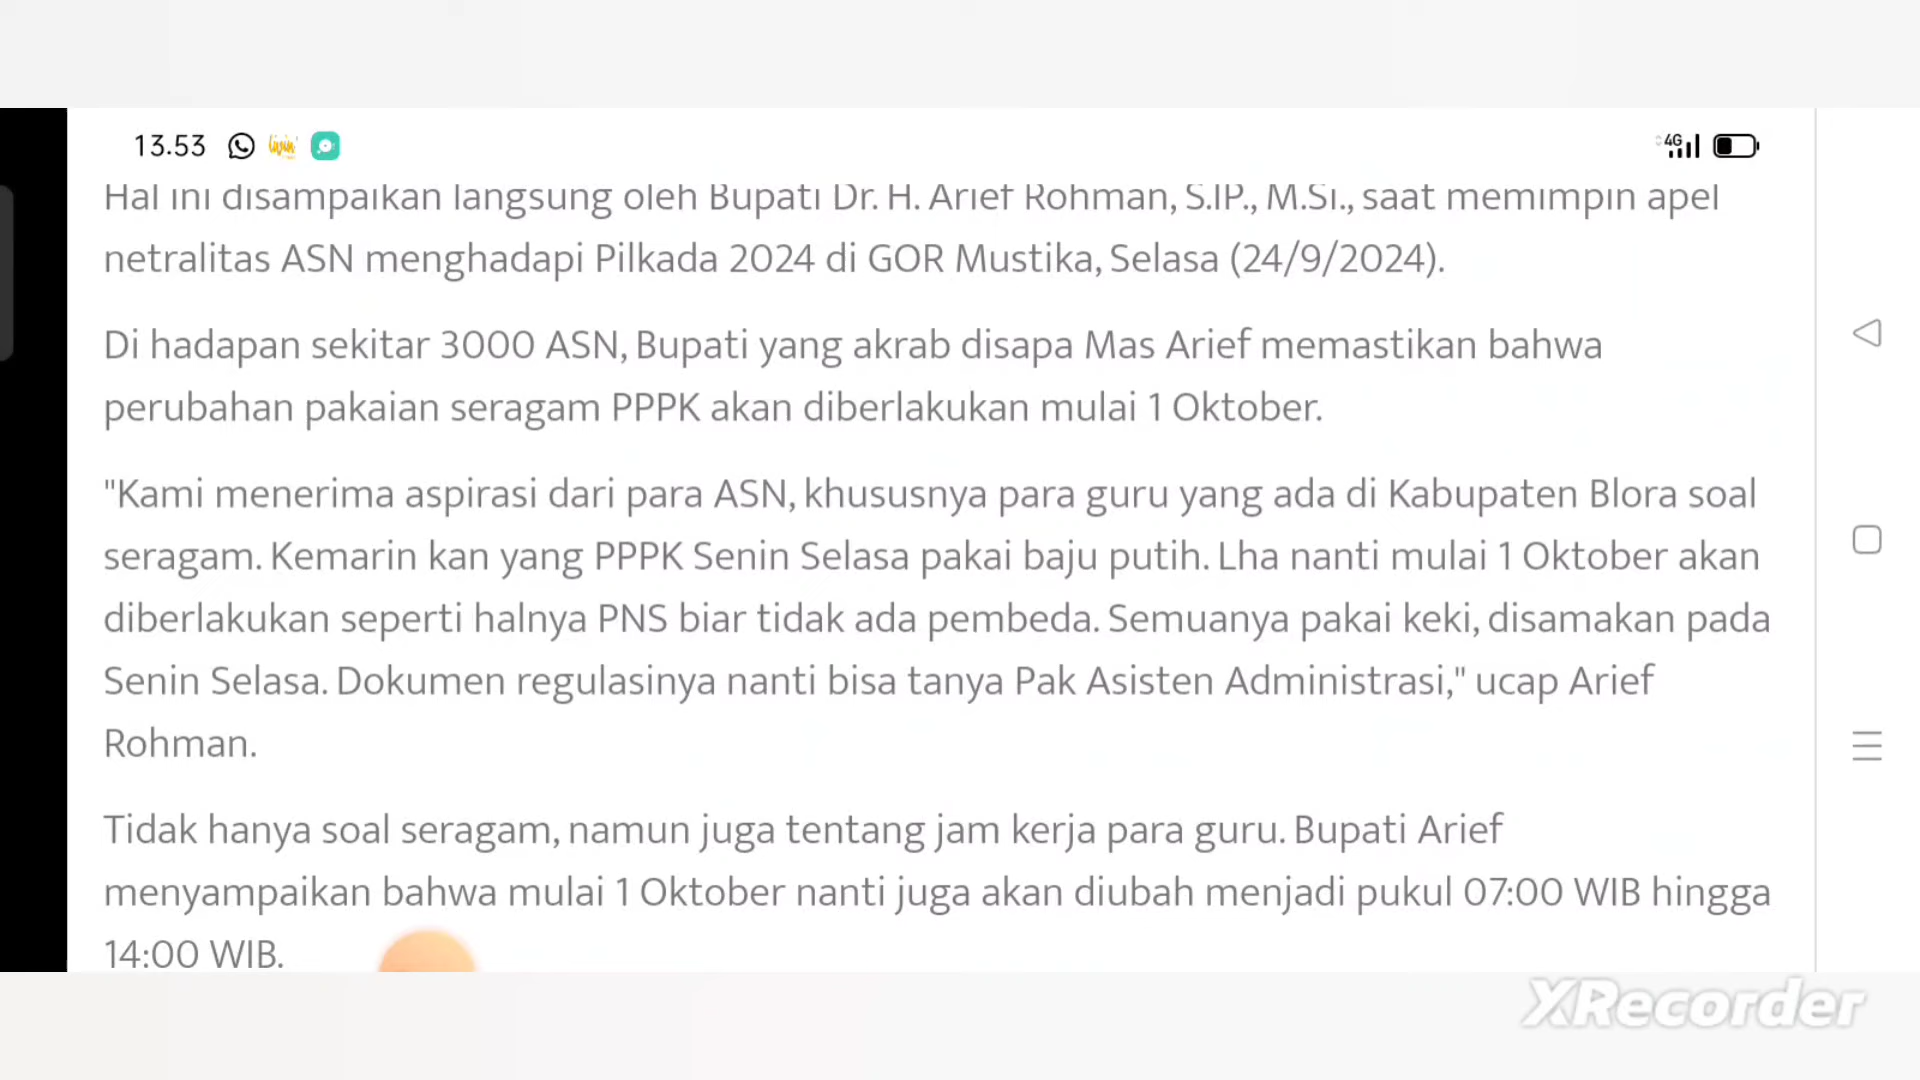 13.53
livin'
4G
Hal ini disampaikan langsung oleh Bupati Dr. H. Arief Rohman, S.IP., M.Si., saat memimpin apel
netralitas ASN menghadapi Pilkada 2024 di GOR Mustika, Selasa (24/9/2024).
Di hadapan sekitar 3000 ASN, Bupati yang akrab disapa Mas Arief memastikan bahwa
perubahan pakaian seragam PPPK akan diberlakukan mulai 1 Oktober.
"Kami menerima aspirasi dari para ASN, khususnya para guru yang ada di Kabupaten Blora soal
seragam. Kemarin kan yang PPPK Senin Selasa pakai baju putih. Lha nanti mulai 1 Oktober akan
diberlakukan seperti halnya PNS biar tidak ada pembeda. Semuanya pakai keki, disamakan pada
Senin Selasa. Dokumen regulasinya nanti bisa tanya Pak Asisten Administrasi," ucap Arief
Rohman.
Tidak hanya soal seragam, namun juga tentang jam kerja para guru. Bupati Arief
menyampaikan bahwa mulai 1 Oktober nanti juga akan diubah menjadi pukul 07:00 WIB hingga
14:00 WIB.
XRecorder